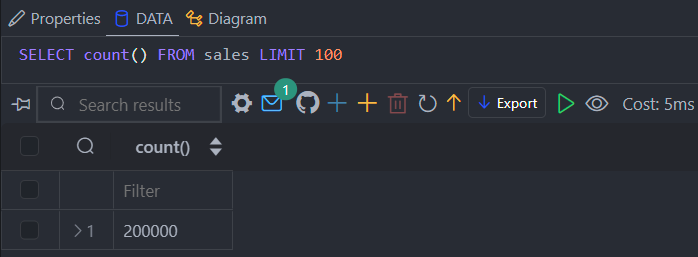 Properties DATA Diagram
SELECT count() FROM sales LIMIT 100
Search results 1 Export Cost: 5ms
count()
Filter
1 200000